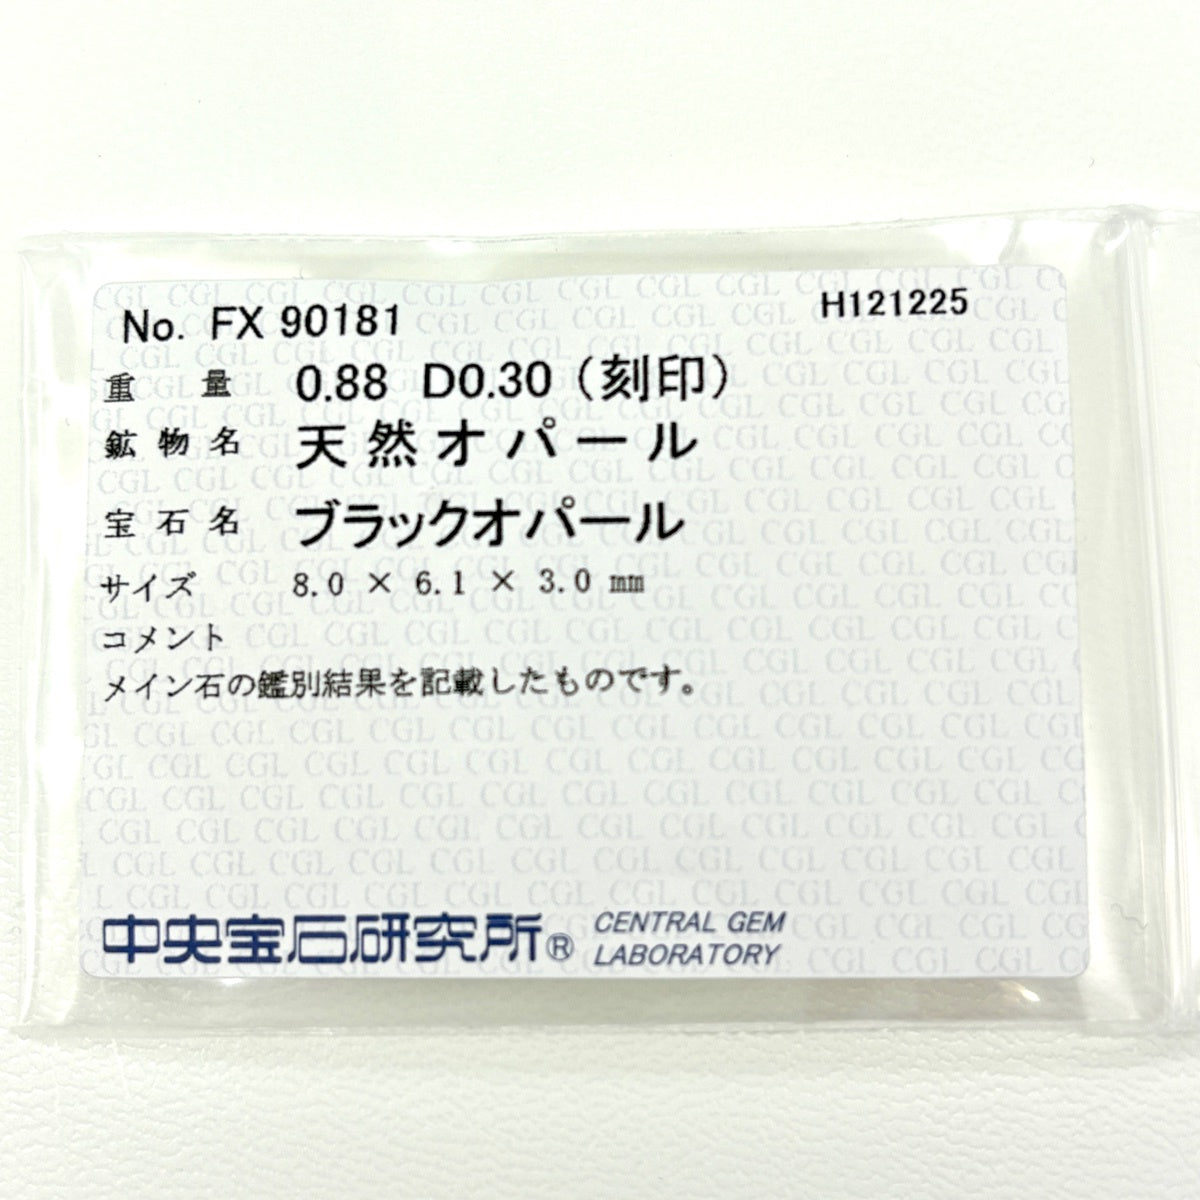 No. FX 90181
H121225
重量 0.88 D0.30 (刻印)
鉱物名 天然オパール
宝石名 ブラックオパール
サイズ 8.0 × 6.1 × 3.0 mm
コメント
メイン石の鑑別結果を記載したものです。
中央宝石研究所® CENTRAL GEM
LABORATORY